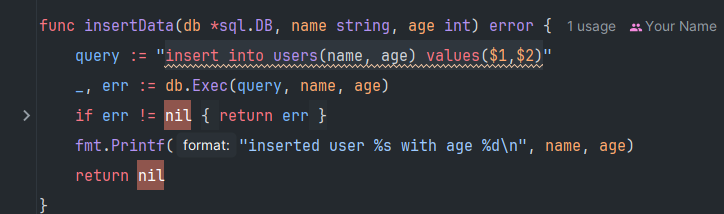 func insertData(db *sql.DB, name string, age int) error { 1 usage Your Name
query := "insert into users(name, age) values($1,$2)"
_, err := db.Exec(query, name, age)
if err != nil { return err }
fmt.Printf( format: "inserted user %s with age %d\n", name, age)
return nil
}